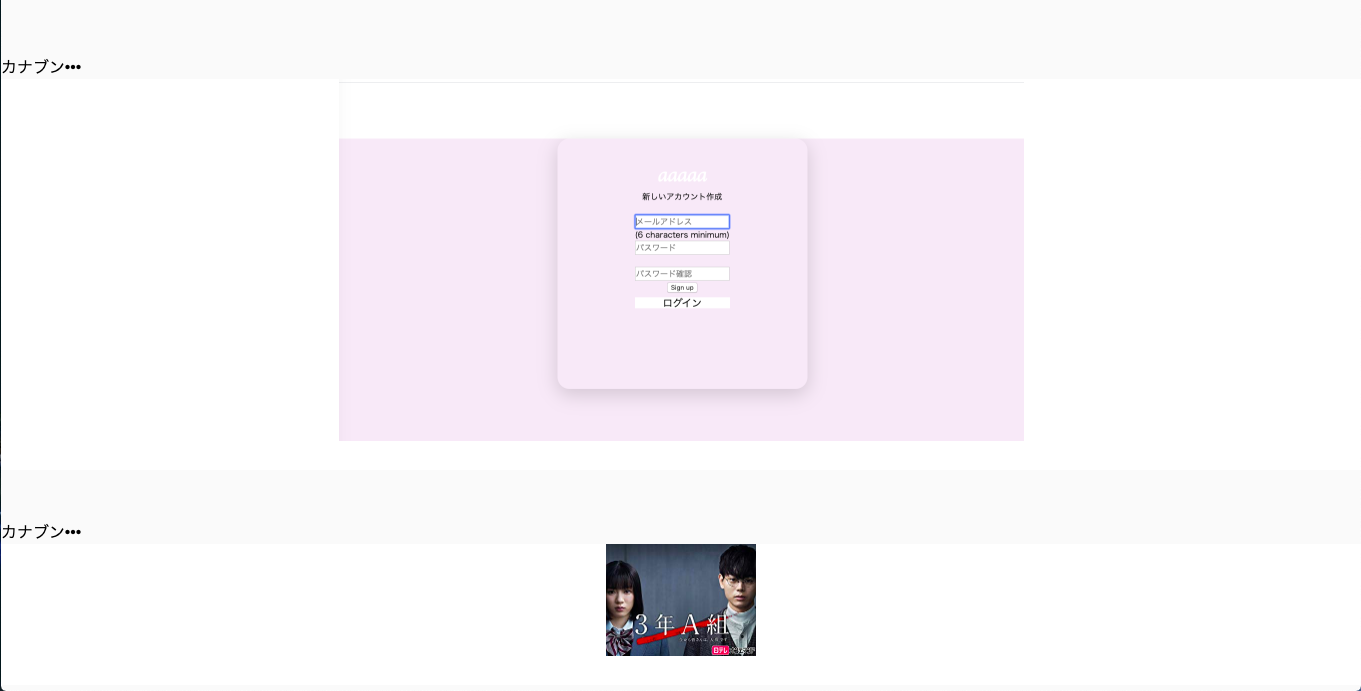 カナブン•••
aaaaa
新しいアカウント作成
メールアドレス
(6 characters minimum)
パスワード
パスワード確認
Sign up
ログイン
カナブン•••
3年A組
日テレ